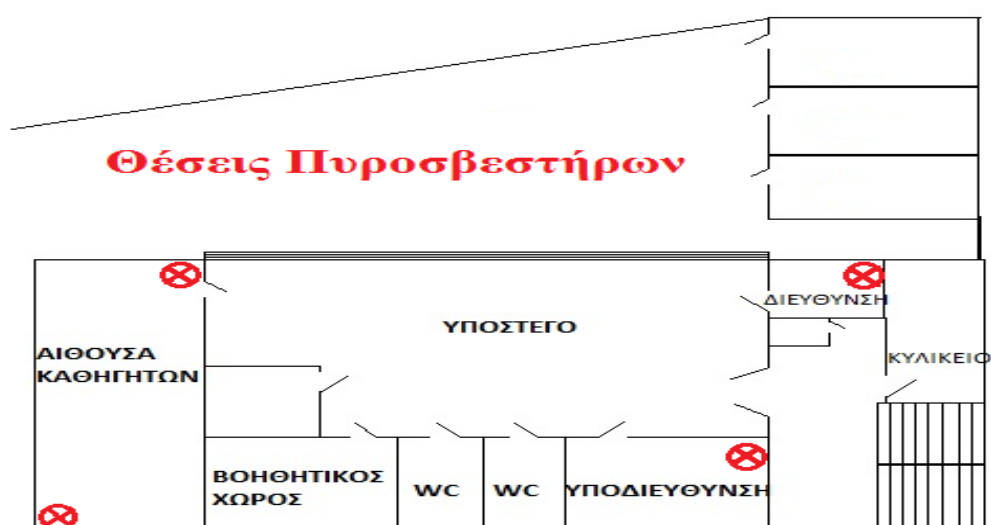 Θέσεις Πυροσβεστήρων
ΔΙΕΥΘΥΝΣΗ
ΥΠΟΣΤΕΓΟ
ΑΙΘΟΥΣΑ
ΚΑΘΗΓΗΤΩΝ
ΚΥΛΙΚΕΙΟ
ΒΟΗΘΗΤΙΚΟΣ
ΧΩΡΟΣ
WC
WC
ΥΠΟΔΙΕΥΘΥΝΣΗ